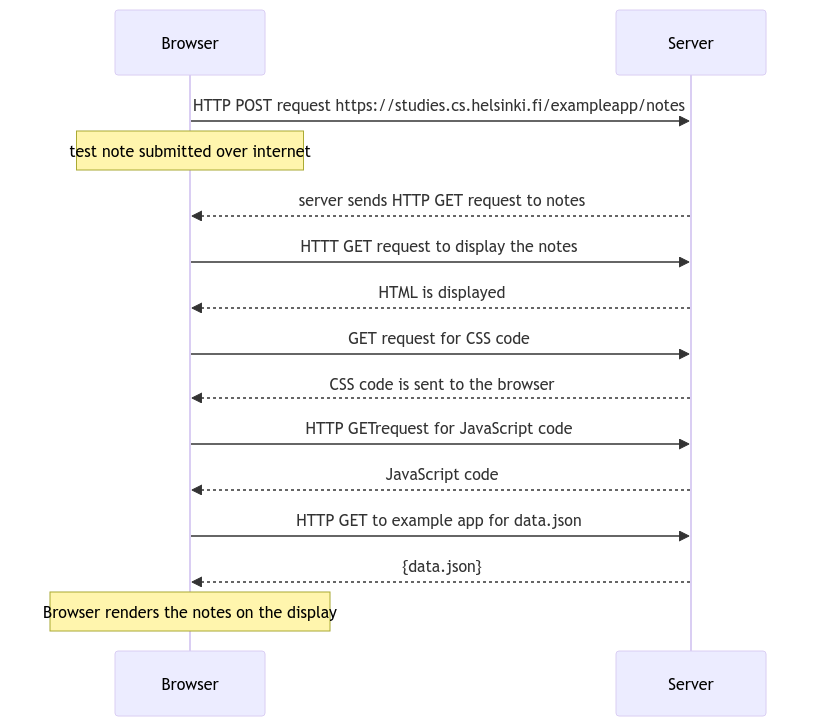 Browser
Server
HTTP POST request https://studies.cs.helsinki.fi/exampleapp/notes
test note submitted over internet
server sends HTTP GET request to notes
HTTT GET request to display the notes
HTML is displayed
GET request for CSS code
CSS code is sent to the browser
HTTP GETrequest for JavaScript code
JavaScript code
HTTP GET to example app for data.json
{data.json}
Browser renders the notes on the display
Browser
Server